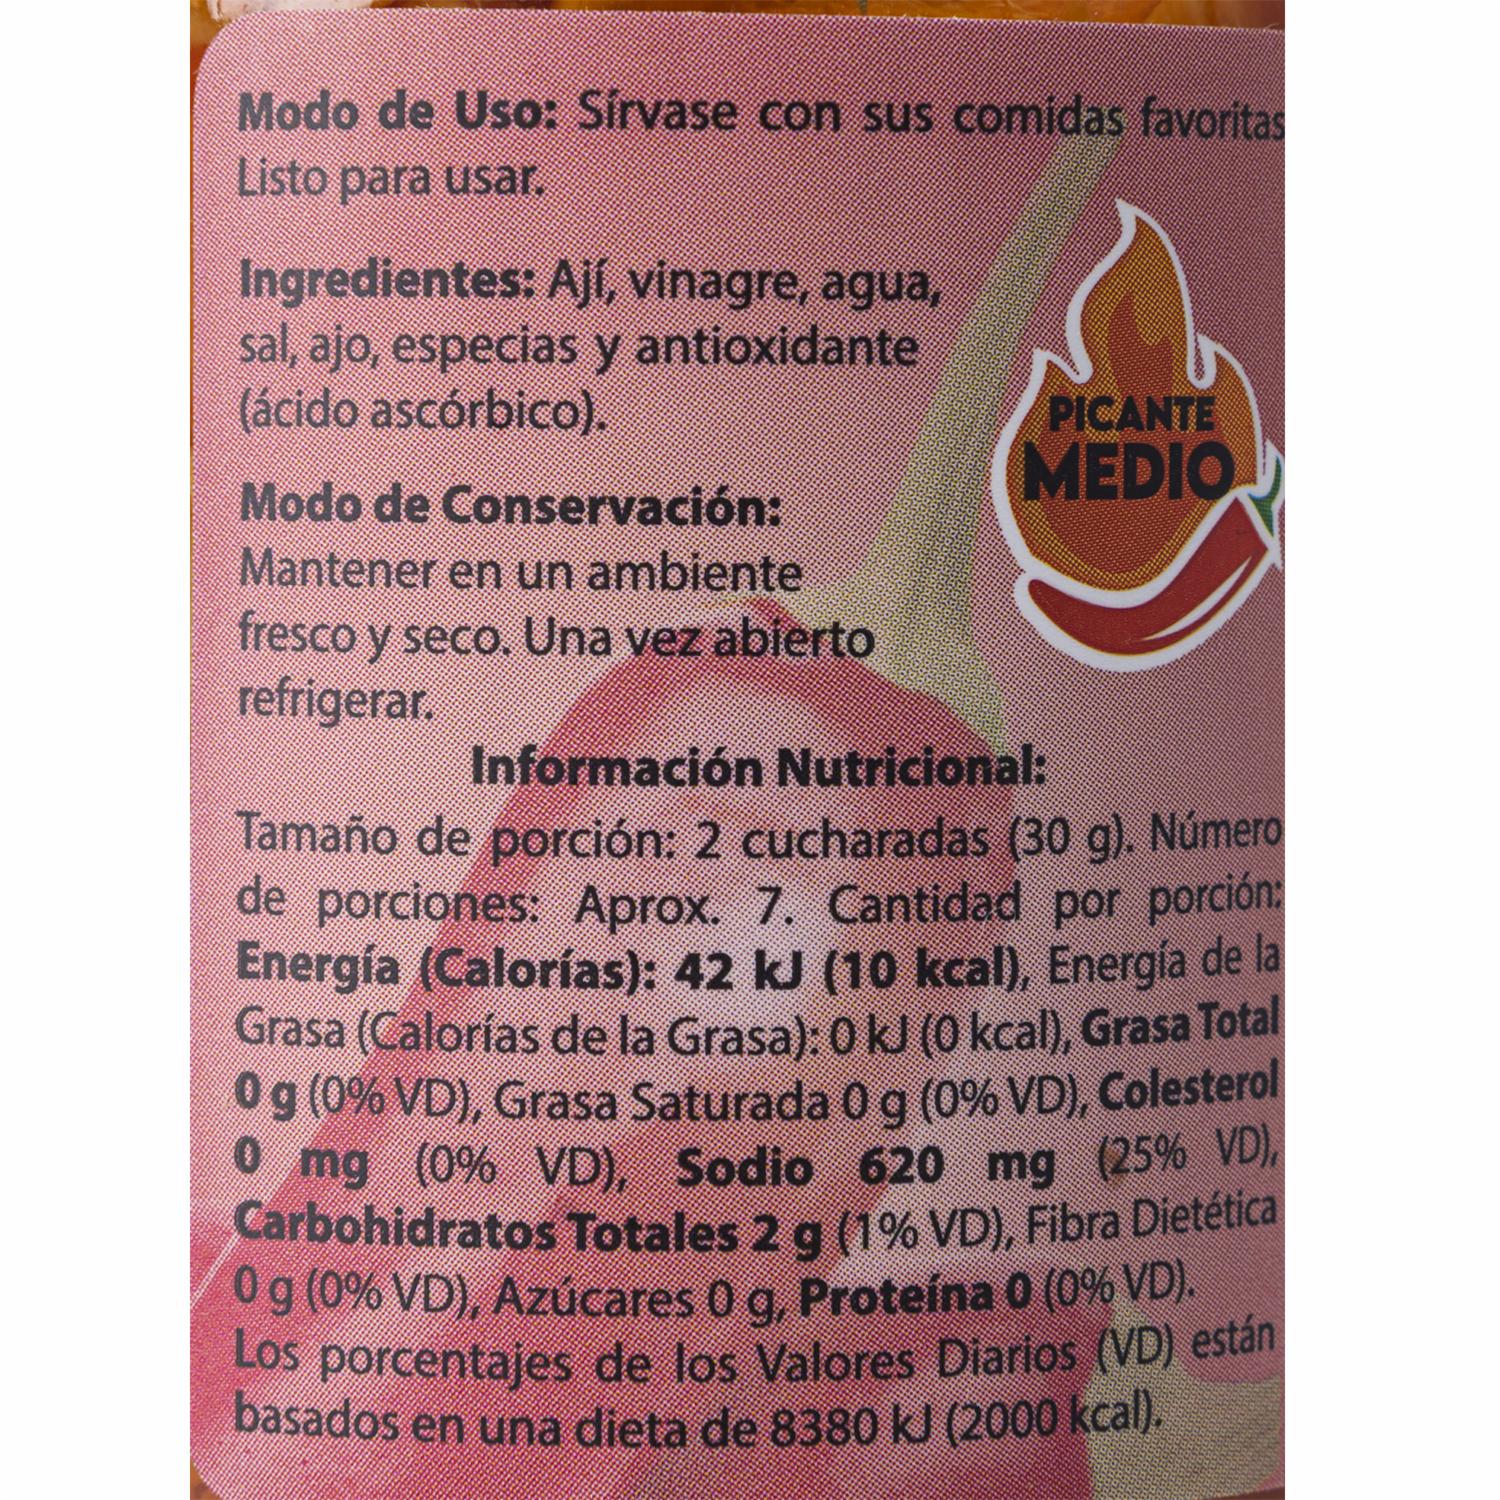 Modo de Uso: Sírvase con sus comidas favoritas
Listo para usar.
Ingredientes: Ají, vinagre, agua,
sal, ajo, especias y antioxidante
(ácido ascórbico).
PICANTE
MEDIO
Modo de Conservación:
Mantener en un ambiente
fresco y seco. Una vez abierto
refrigerar.
Información Nutricional:
Tamaño de porción: 2 cucharadas (30 g). Número
de porciones: Aprox. 7. Cantidad por porción:
Energía (Calorías): 42 kJ (10 kcal), Energía de la
Grasa (Calorías de la Grasa): 0 kJ (0 kcal), Grasa Total
0 g (0% VD), Grasa Saturada 0 g (0% VD), Colesterol
0 mg (0% VD), Sodio 620 mg (25% VD),
Carbohidratos Totales 2 g (1% VD), Fibra Dietética
0 g (0% VD), Azúcares 0 g, Proteína 0 (0% VD).
Los porcentajes de los Valores Diarios (VD) están
basados en una dieta de 8380 kJ (2000 kcal).